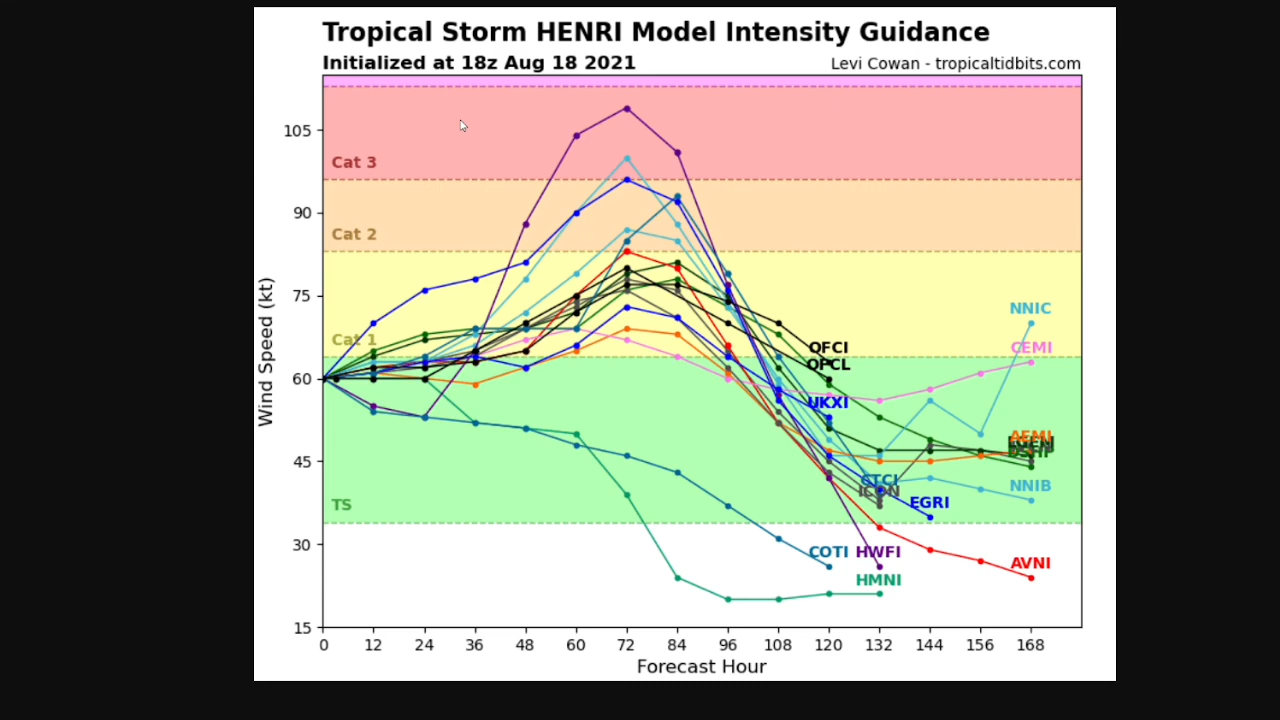 Tropical Storm HENRI Model Intensity Guidance
Initialized at 18z Aug 18 2021
Levi Cowan - tropicaltidbits.com
105
90
75
60
45
30
15
Wind Speed (kt)
Cat 3
Cat 2
Cat 1
TS
NNIC
CEMI
OFCI
OFCL
UKXI
AEMI
DSHP
CTCI
ICON
NNIB
EGRI
COTI
HWFI
AVNI
HMNI
0 12 24 36 48 60 72 84 96 108 120 132 144 156 168
Forecast Hour